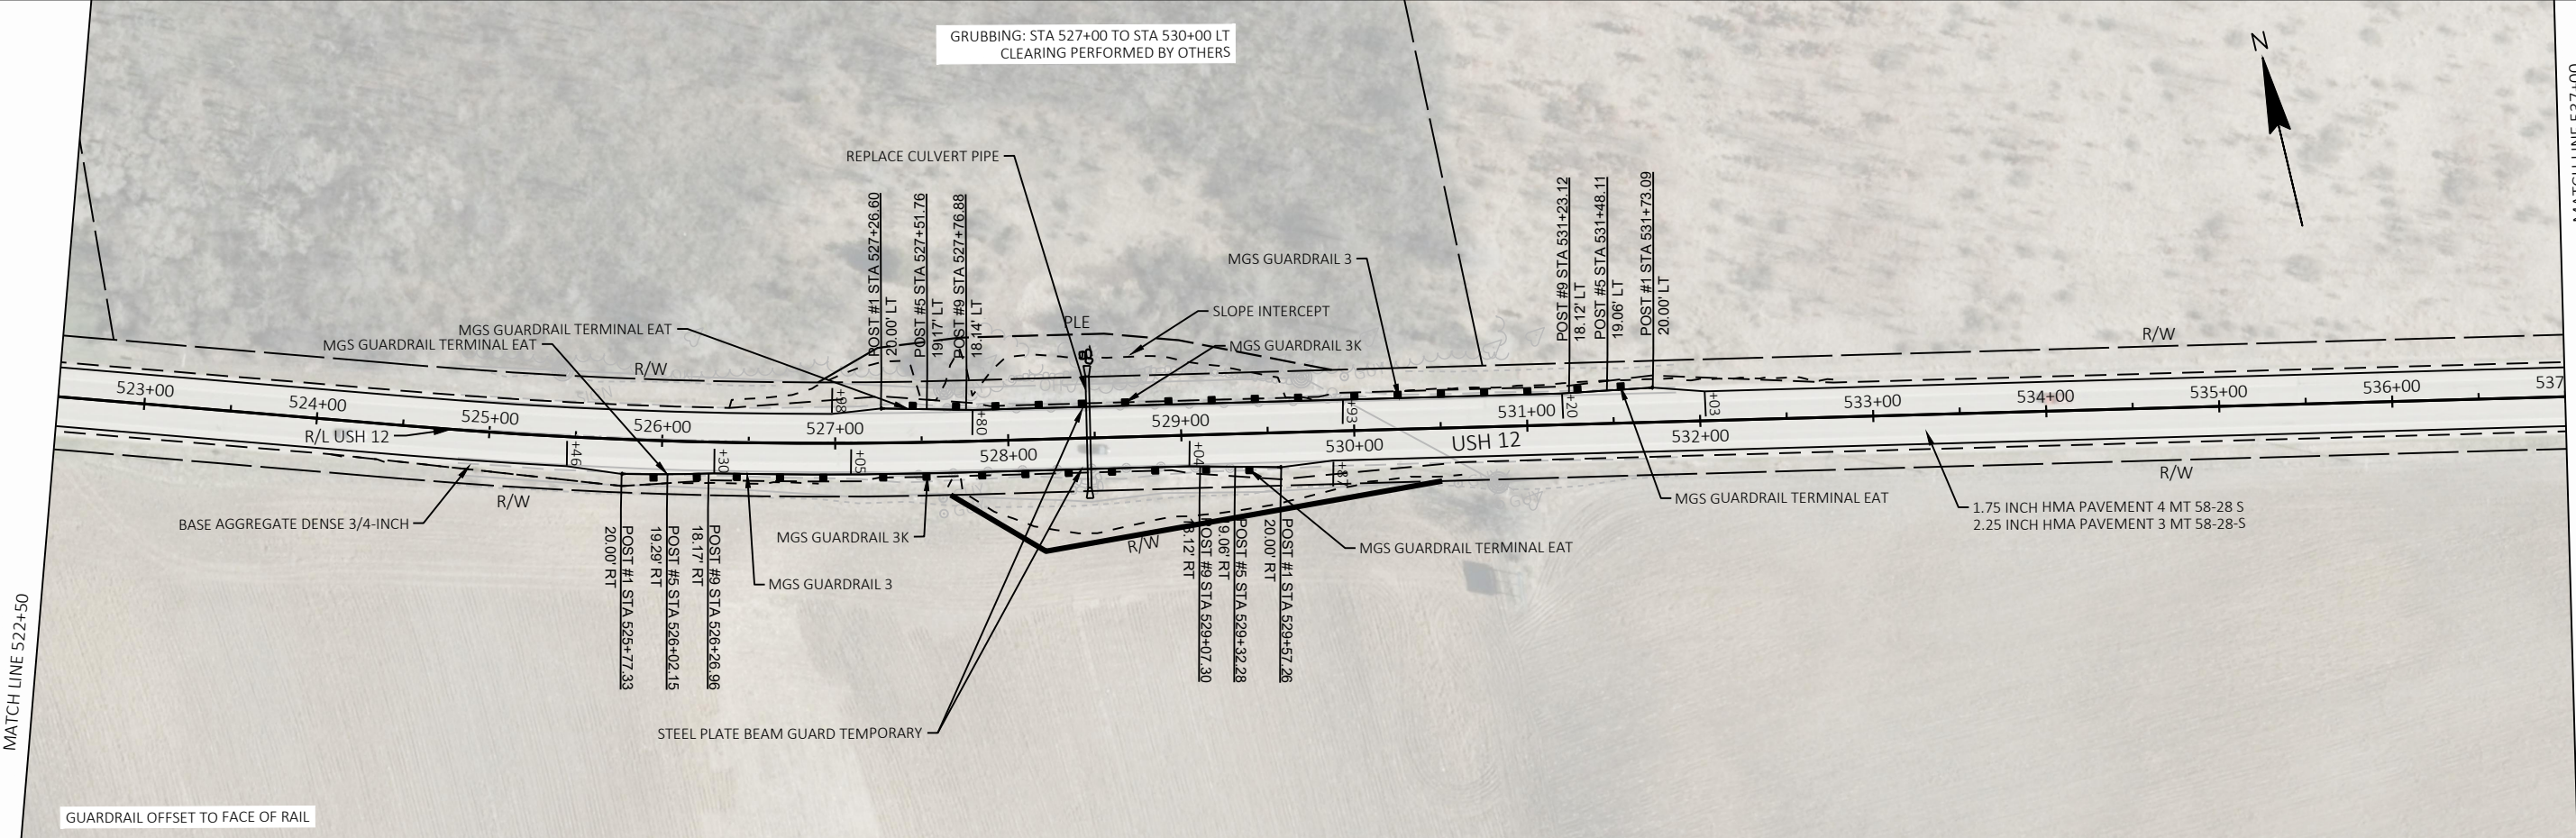 GRUBBING: STA 527+00 TO STA 530+00 LT
CLEARING PERFORMED BY OTHERS
N
MATCH LINE 537+00
REPLACE CULVERT PIPE
POST #1 STA 527+26.60
20.00' LT
POST #5 STA 527+51.76
19.17' LT
POST #9 STA 527+76.88
18.14' LT
MGS GUARDRAIL 3
POST #9 STA 531+23.12
18.12' LT
POST #5 STA 531+48.11
19.06' LT
POST #1 STA 531+73.09
20.00' LT
SLOPE INTERCEPT
PLE
MGS GUARDRAIL TERMINAL EAT
MGS GUARDRAIL TERMINAL EAT
MGS GUARDRAIL 3K
R/W
R/W
523+00
524+00
525+00
526+00
527+00
528+00
529+00
530+00
531+00
532+00
533+00
534+00
535+00
536+00
537
+98
+80
+93
+20
+03
R/L USH 12
USH 12
+46
+30
+05
+04
+87
R/W
R/W
R/W
BASE AGGREGATE DENSE 3/4-INCH
MGS GUARDRAIL 3K
MGS GUARDRAIL 3
MGS GUARDRAIL TERMINAL EAT
MGS GUARDRAIL TERMINAL EAT
1.75 INCH HMA PAVEMENT 4 MT 58-28 S
2.25 INCH HMA PAVEMENT 3 MT 58-28-S
POST #1 STA 525+77.33
20.00' RT
POST #5 STA 526+02.15
19.29' RT
POST #9 STA 526+26.96
18.17' RT
POST #9 STA 529+07.30
18.12' RT
POST #5 STA 529+32.28
19.06' RT
POST #1 STA 529+57.26
20.00' RT
STEEL PLATE BEAM GUARD TEMPORARY
MATCH LINE 522+50
GUARDRAIL OFFSET TO FACE OF RAIL